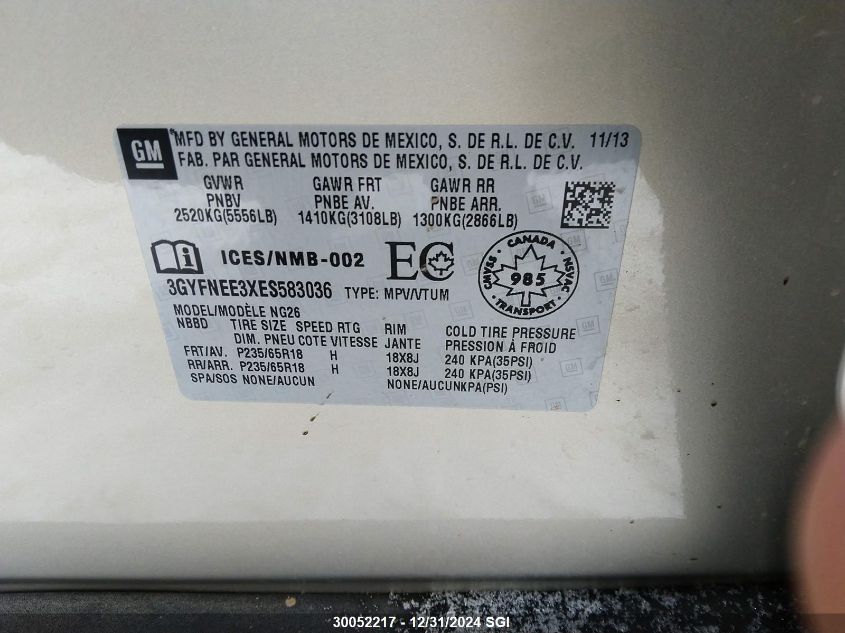 GM
MFD BY GENERAL MOTORS DE MEXICO, S. DE R.L. DE C.V. 11/13
FAB. PAR GENERAL MOTORS DE MEXICO, S. DE R.L. DE C.V.
GVWR GAWR FRT GAWR RR
PNBV PNBE AV. PNBE ARR.
2520KG(5556LB) 1410KG(3108LB) 1300KG(2866LB)
ICES/NMB-002 EC
CANADA
CMVSS 985 NSVAC
TRANSPORT
3GYFNEE3XES583036 TYPE: MPV/VTUM
MODEL/MODÈLE NG26
NBBD TIRE SIZE SPEED RTG RIM COLD TIRE PRESSURE
DIM. PNEU COTE VITESSE JANTE PRESSION À FROID
FRT/AV. P235/65R18 H 18X8J 240 KPA(35PSI)
RR/ARR. P235/65R18 H 18X8J 240 KPA(35PSI)
SPA/SOS NONE/AUCUN NONE/AUCUNKPA(PSI)
30052217 - 12/31/2024 SGI